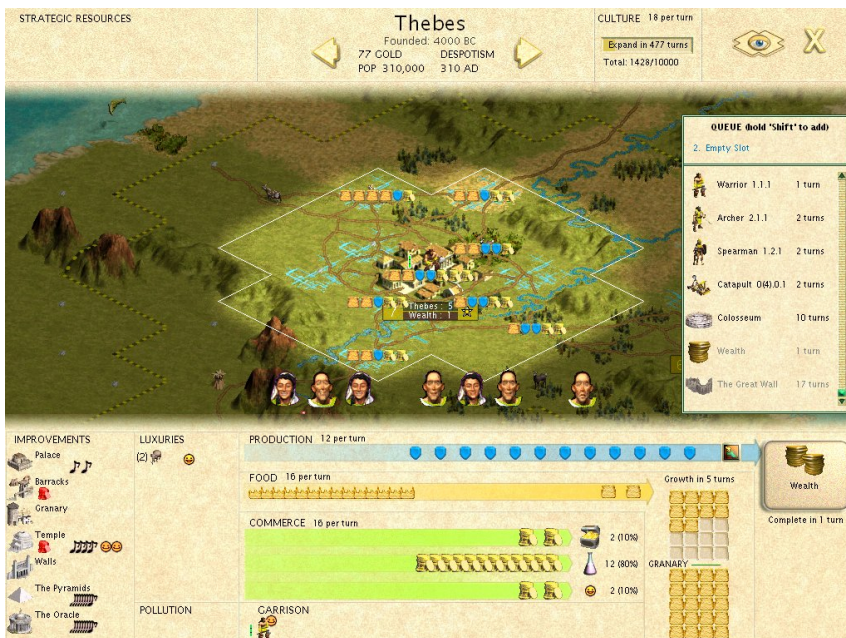 STRATEGIC RESOURCES
Thebes
Founded: 4000 BC
77 GOLD DESPOTISM
POP 310,000 310 AD
CULTURE 18 per turn
Expand in 477 turns
Total: 1428/10000
X
QUEUE (hold 'Shift' to add)
2. Empty Slot
Warrior 1.1.1 1 turn
Archer 2.1.1 2 turns
Spearman 1.2.1 2 turns
Catapult 0(4).0.1 2 turns
Colosseum 10 turns
Wealth 1 turn
The Great Wall 17 turns
7 Thebes : 5
Wealth : 1
IMPROVEMENTS
Palace
Barracks
Granary
Temple
Walls
The Pyramids
The Oracle
LUXURIES
(2)
POLLUTION
PRODUCTION 12 per turn
FOOD 16 per turn
COMMERCE 16 per turn
2 (10%)
12 (80%)
2 (10%)
GARRISON
Growth in 5 turns
GRANARY
Wealth
Complete in 1 turn